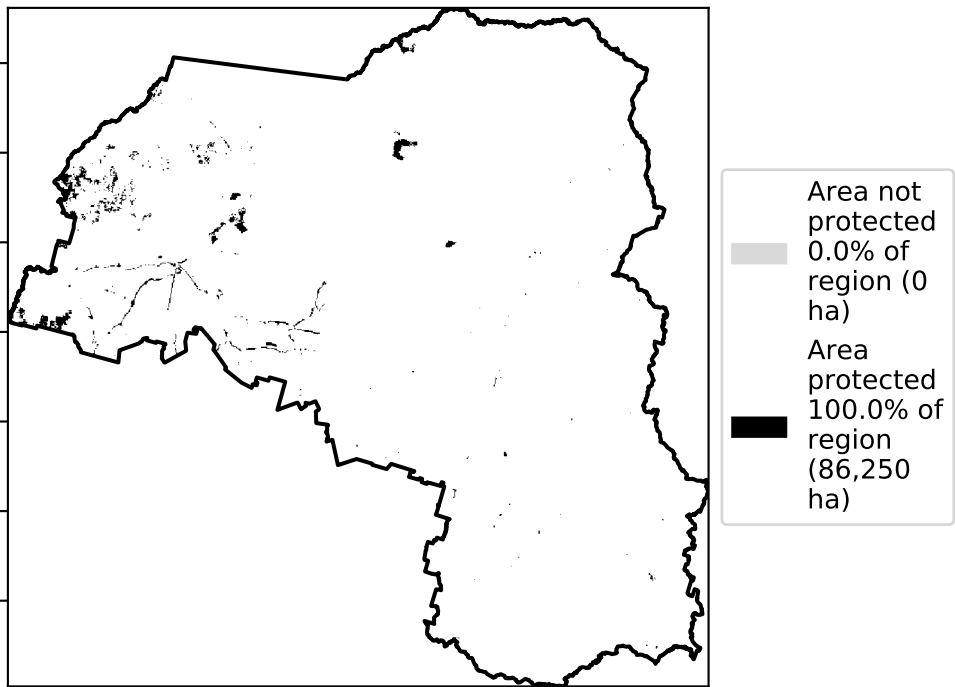 Area not
protected
0.0% of
region (0
ha)
Area
protected
100.0% of
region
(86,250
ha)